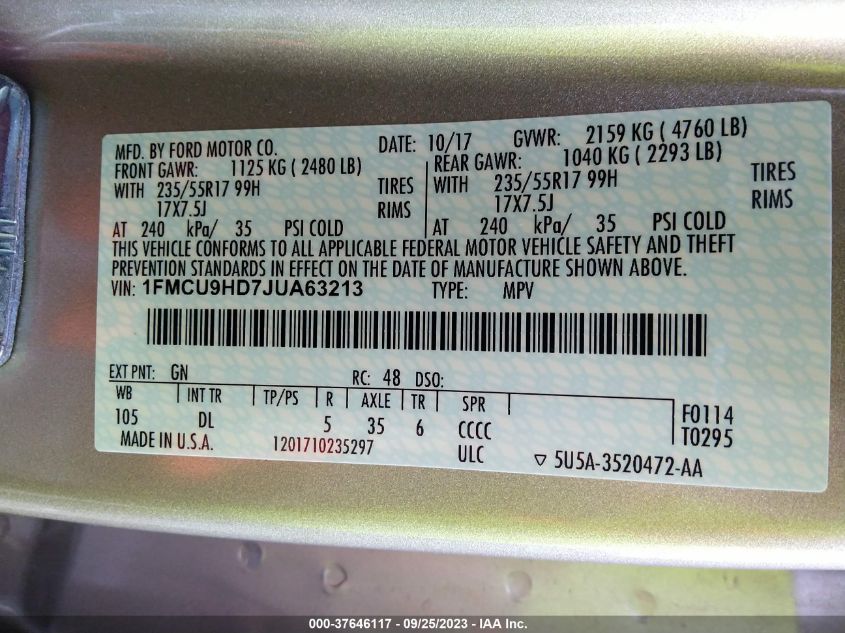 MFD. BY FORD MOTOR CO. DATE: 10/17 GVWR: 2159 KG ( 4760 LB)
FRONT GAWR: 1125 KG ( 2480 LB) REAR GAWR: 1040 KG ( 2293 LB)
WITH 235/55R17 99H TIRES WITH 235/55R17 99H TIRES
17X7.5J RIMS 17X7.5J RIMS
AT 240 kPa/ 35 PSI COLD AT 240 kPa/ 35 PSI COLD
THIS VEHICLE CONFORMS TO ALL APPLICABLE FEDERAL MOTOR VEHICLE SAFETY AND THEFT
PREVENTION STANDARDS IN EFFECT ON THE DATE OF MANUFACTURE SHOWN ABOVE.
VIN: 1FMCU9HD7JUA63213 TYPE: MPV
EXT PNT: GN RC: 48 DSO:
WB INT TR TP/PS R AXLE TR SPR F0114
105 DL 5 35 6 CCCC T0295
MADE IN U.S.A. 1201710235297 ULC ▽ 5U5A-3520472-AA
000-37646117 - 09/25/2023 - © IAA Inc.